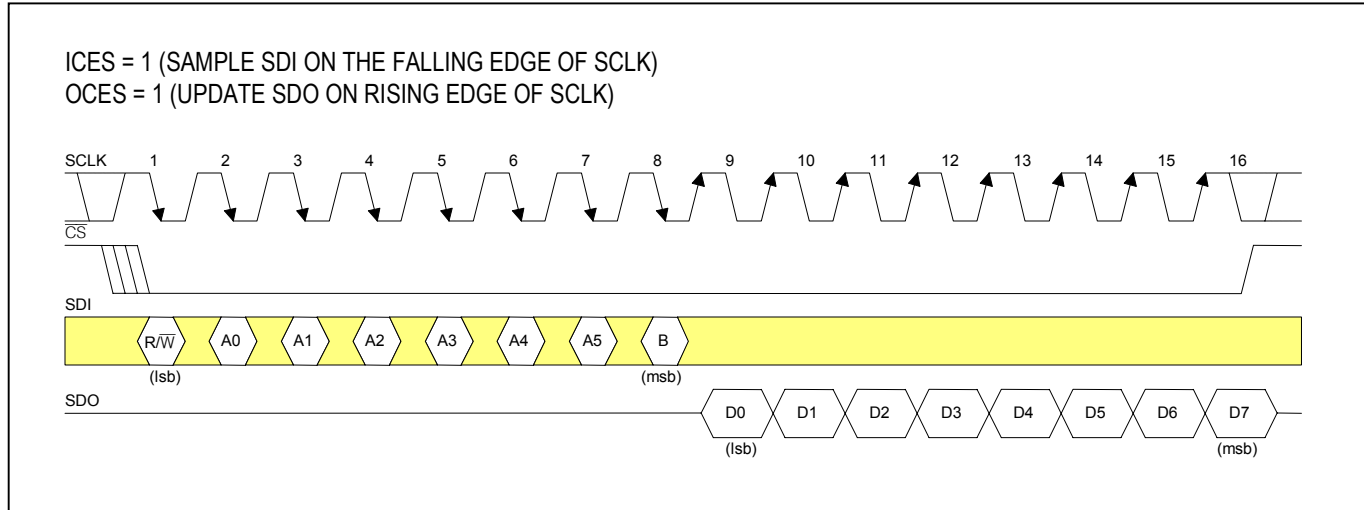 ICES = 1 (SAMPLE SDI ON THE FALLING EDGE OF SCLK)
OCES = 1 (UPDATE SDO ON RISING EDGE OF SCLK)
SCLK 1 2 3 4 5 6 7 8 9 10 11 12 13 14 15 16
C̅S̅
SDI
R/W̅ A0 A1 A2 A3 A4 A5 B
(lsb) (msb)
SDO
D0 D1 D2 D3 D4 D5 D6 D7
(lsb) (msb)